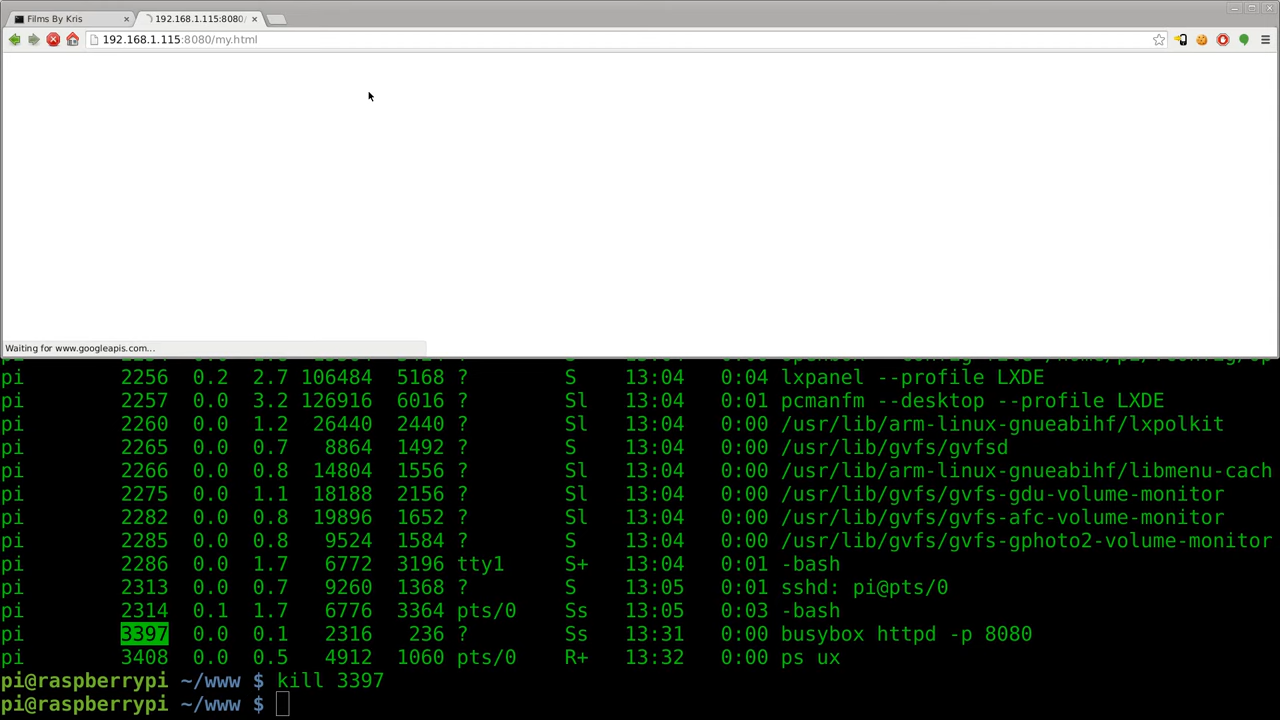 Films By Kris
192.168.1.115:8080/
192.168.1.115:8080/my.html
Waiting for www.googleapis.com...
pi 2256 0.2 2.7 106484 5168 ? S 13:04 0:04 lxpanel --profile LXDE
pi 2257 0.0 3.2 126916 6016 ? Sl 13:04 0:01 pcmanfm --desktop --profile LXDE
pi 2260 0.0 1.2 26440 2440 ? Sl 13:04 0:00 /usr/lib/arm-linux-gnueabihf/lxpolkit
pi 2265 0.0 0.7 8864 1492 ? S 13:04 0:00 /usr/lib/gvfs/gvfsd
pi 2266 0.0 0.8 14804 1556 ? Sl 13:04 0:00 /usr/lib/arm-linux-gnueabihf/libmenu-cach
pi 2275 0.0 1.1 18188 2156 ? Sl 13:04 0:00 /usr/lib/gvfs/gvfs-gdu-volume-monitor
pi 2282 0.0 0.8 19896 1652 ? Sl 13:04 0:00 /usr/lib/gvfs/gvfs-afc-volume-monitor
pi 2285 0.0 0.8 9524 1584 ? S 13:04 0:00 /usr/lib/gvfs/gvfs-gphoto2-volume-monitor
pi 2286 0.0 1.7 6772 3196 tty1 S+ 13:04 0:01 -bash
pi 2313 0.0 0.7 9260 1368 ? S 13:05 0:01 sshd: pi@pts/0
pi 2314 0.1 1.7 6776 3364 pts/0 Ss 13:05 0:03 -bash
pi 3397 0.0 0.1 2316 236 ? Ss 13:31 0:00 busybox httpd -p 8080
pi 3408 0.0 0.5 4912 1060 pts/0 R+ 13:32 0:00 ps ux
pi@raspberrypi ~/www $ kill 3397
pi@raspberrypi ~/www $